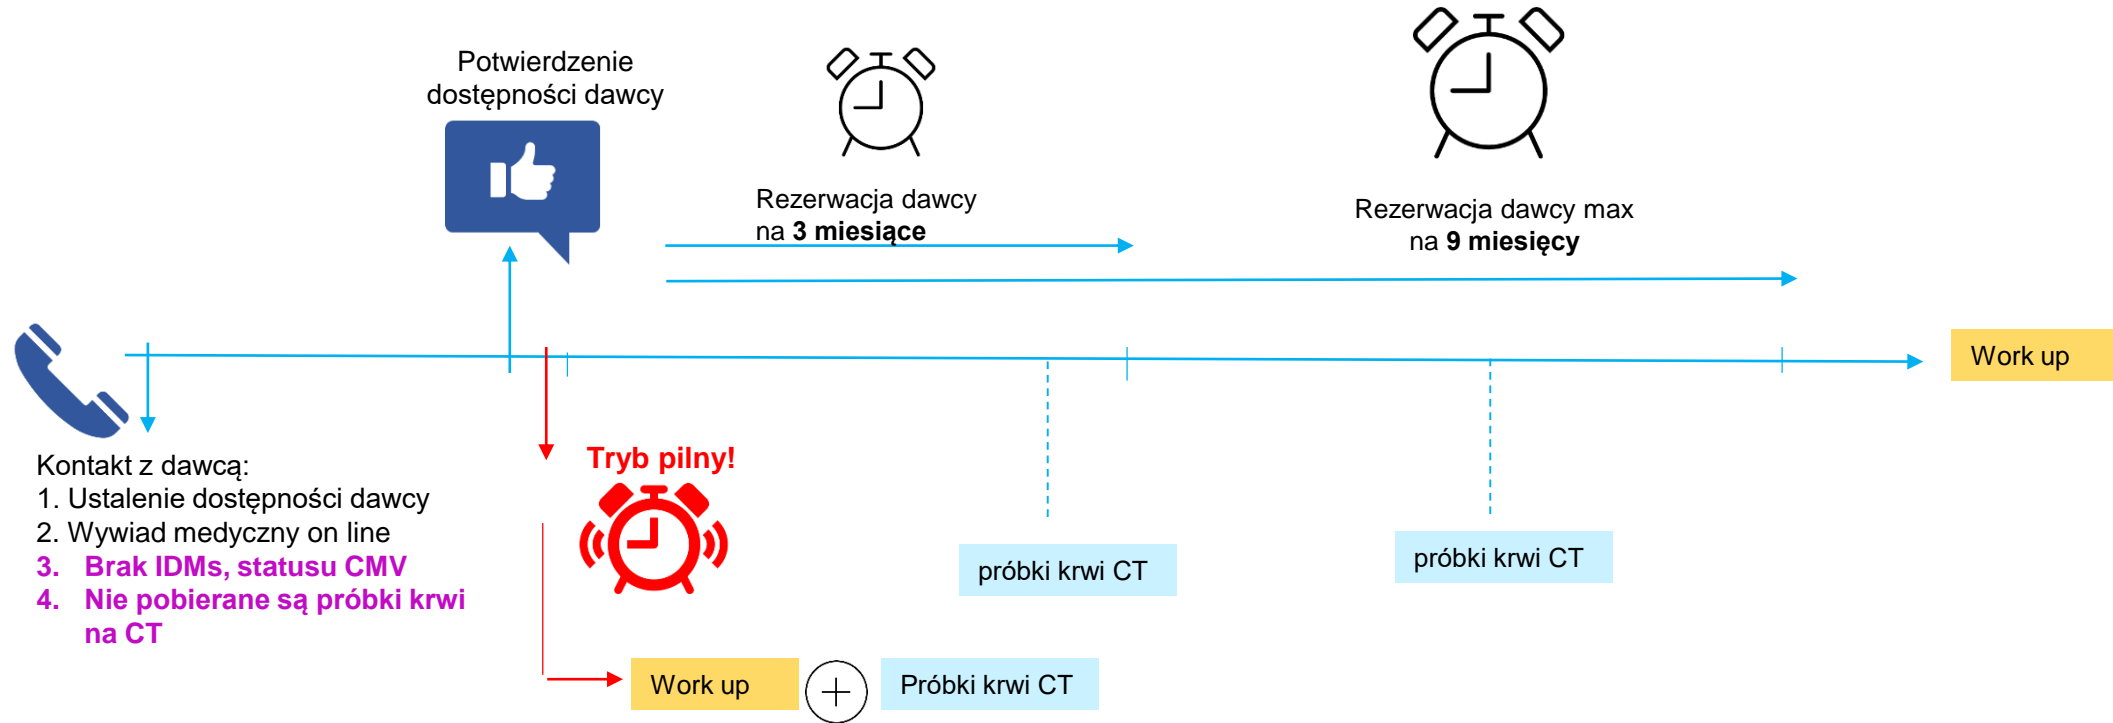 Potwierdzenie
dostępności dawcy
Rezerwacja dawcy
na 3 miesiące
Rezerwacja dawcy max
na 9 miesięcy
Work up
Kontakt z dawcą:
1. Ustalenie dostępności dawcy
2. Wywiad medyczny on line
3. Brak IDMs, statusu CMV
4. Nie pobierane są próbki krwi
na CT
Tryb pilny!
próbki krwi CT
próbki krwi CT
Work up
Próbki krwi CT